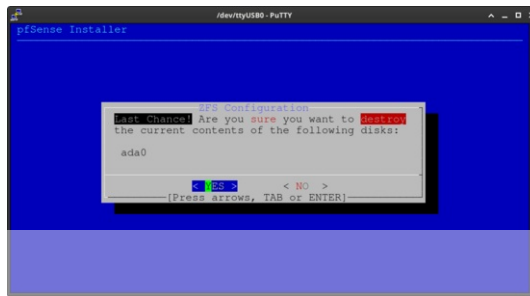 /dev/ttyUSB0 - PuTTY
pfSense Installer
ZFS Configuration
Last Chance! Are you sure you want to destroy
the current contents of the following disks:
ada0
< YES > < NO >
[Press arrows, TAB or ENTER]